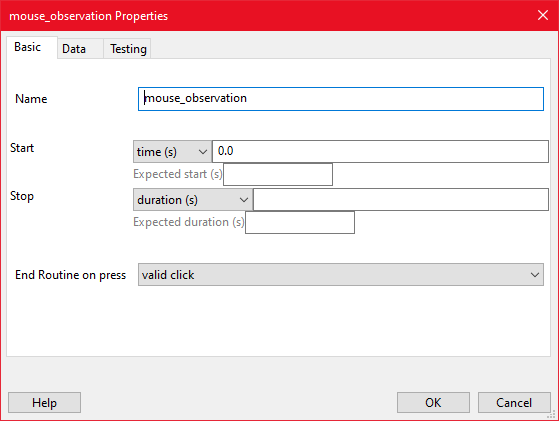 mouse_observation Properties
Basic Data Testing
Name mouse_observation
Start time (s) 0.0
Expected start (s)
Stop duration (s)
Expected duration (s)
End Routine on press valid click
Help OK Cancel